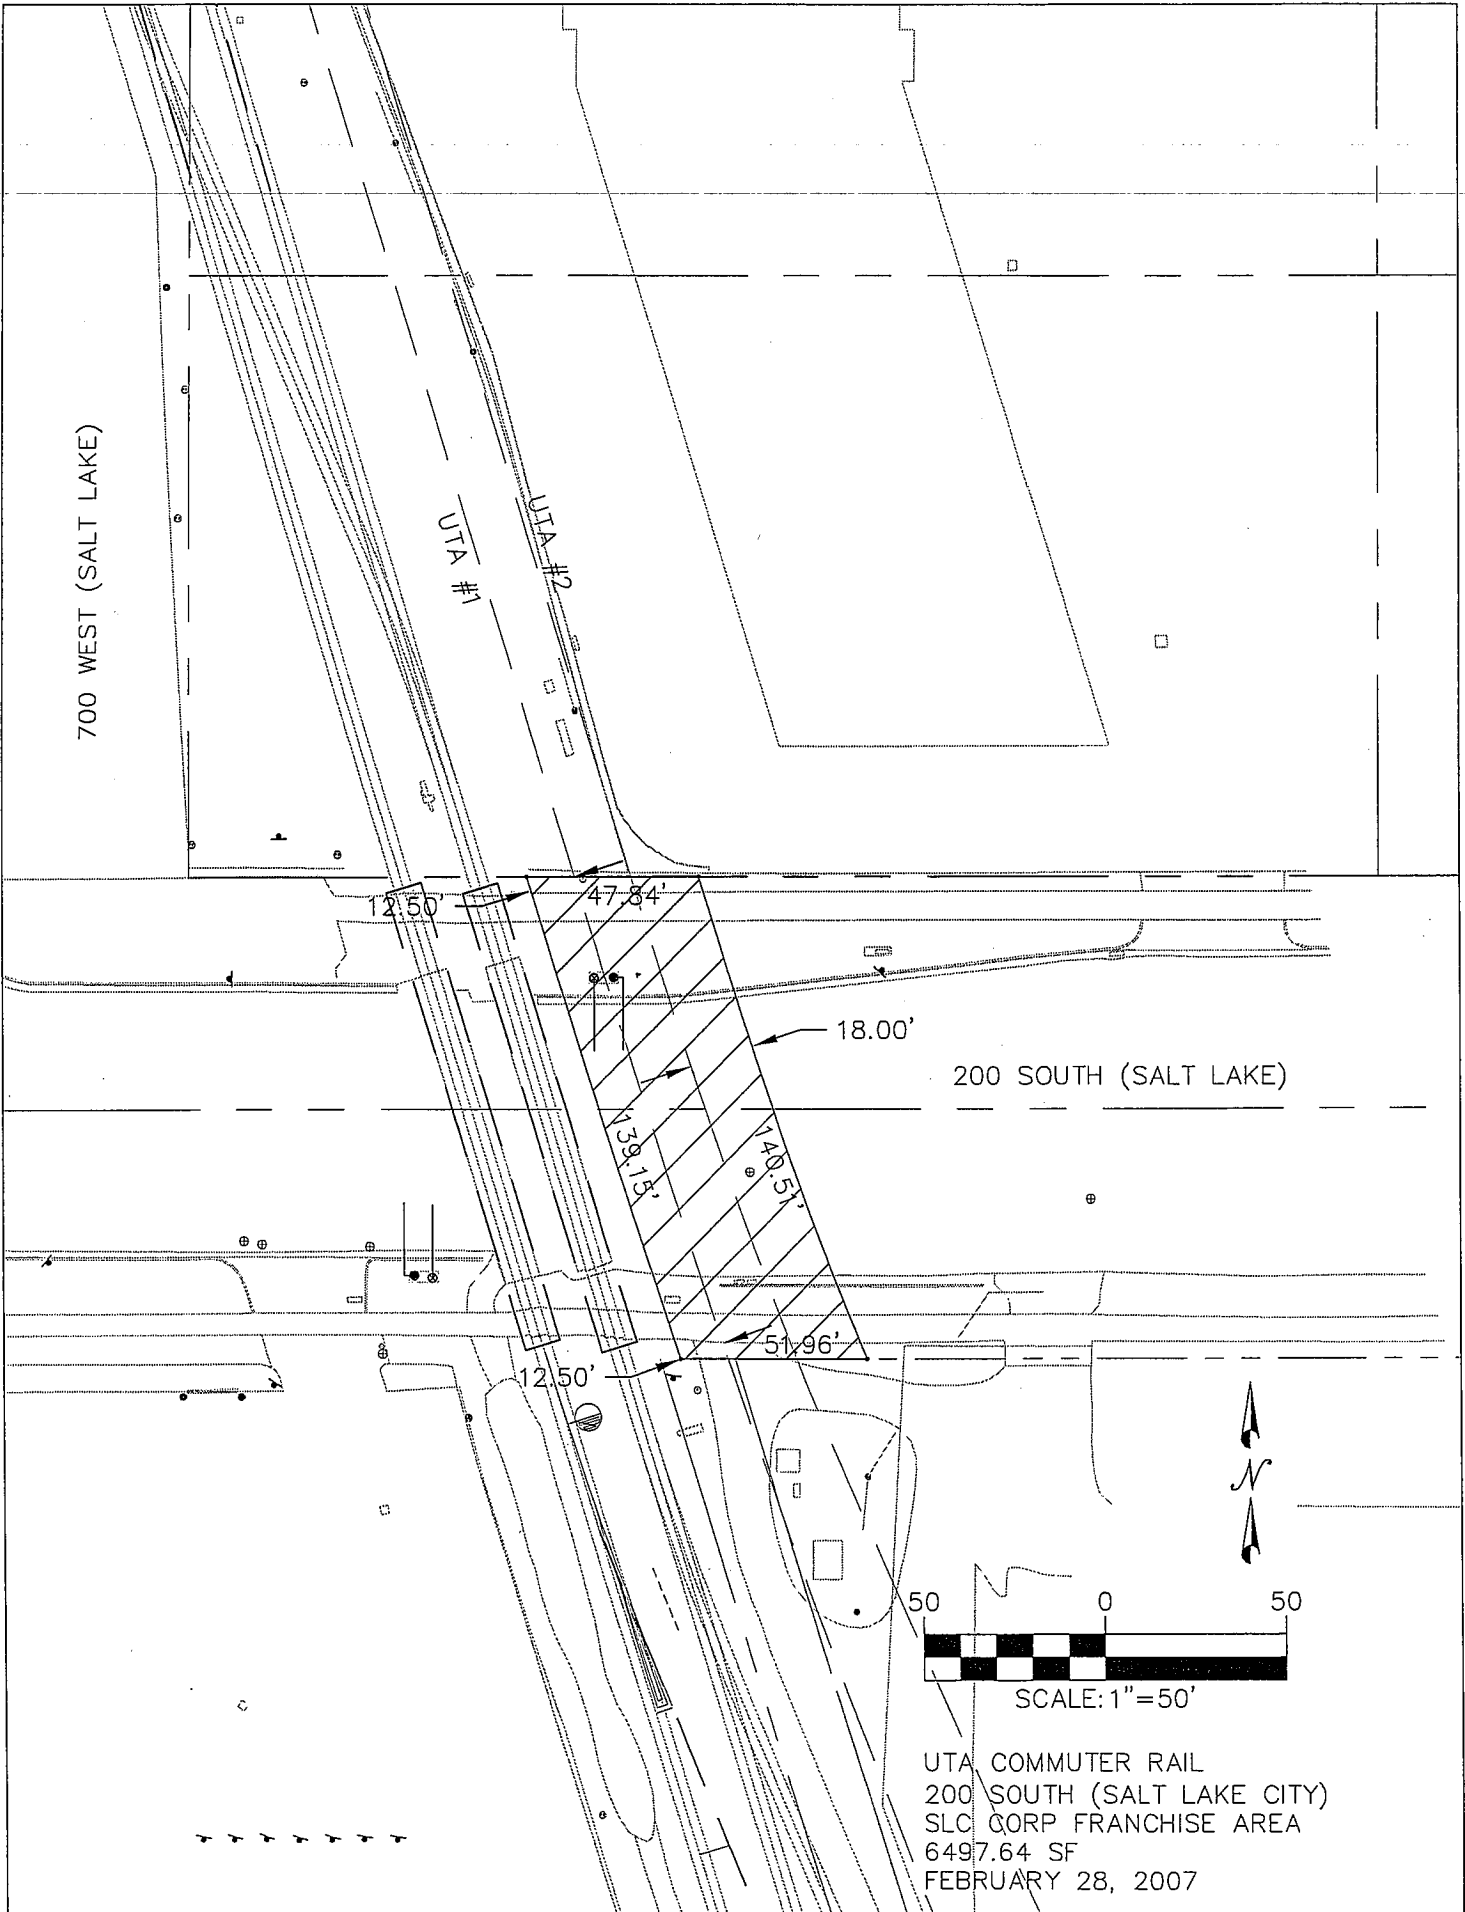 700 WEST (SALT LAKE)
UTA #1
UTA #2
12.50'
47.84'
18.00'
200 SOUTH (SALT LAKE)
139.15'
140.51'
51.96'
12.50'
N
50 0 50
SCALE: 1"=50'
UTA COMMUTER RAIL
200 SOUTH (SALT LAKE CITY)
SLC CORP FRANCHISE AREA
6497.64 SF
FEBRUARY 28, 2007